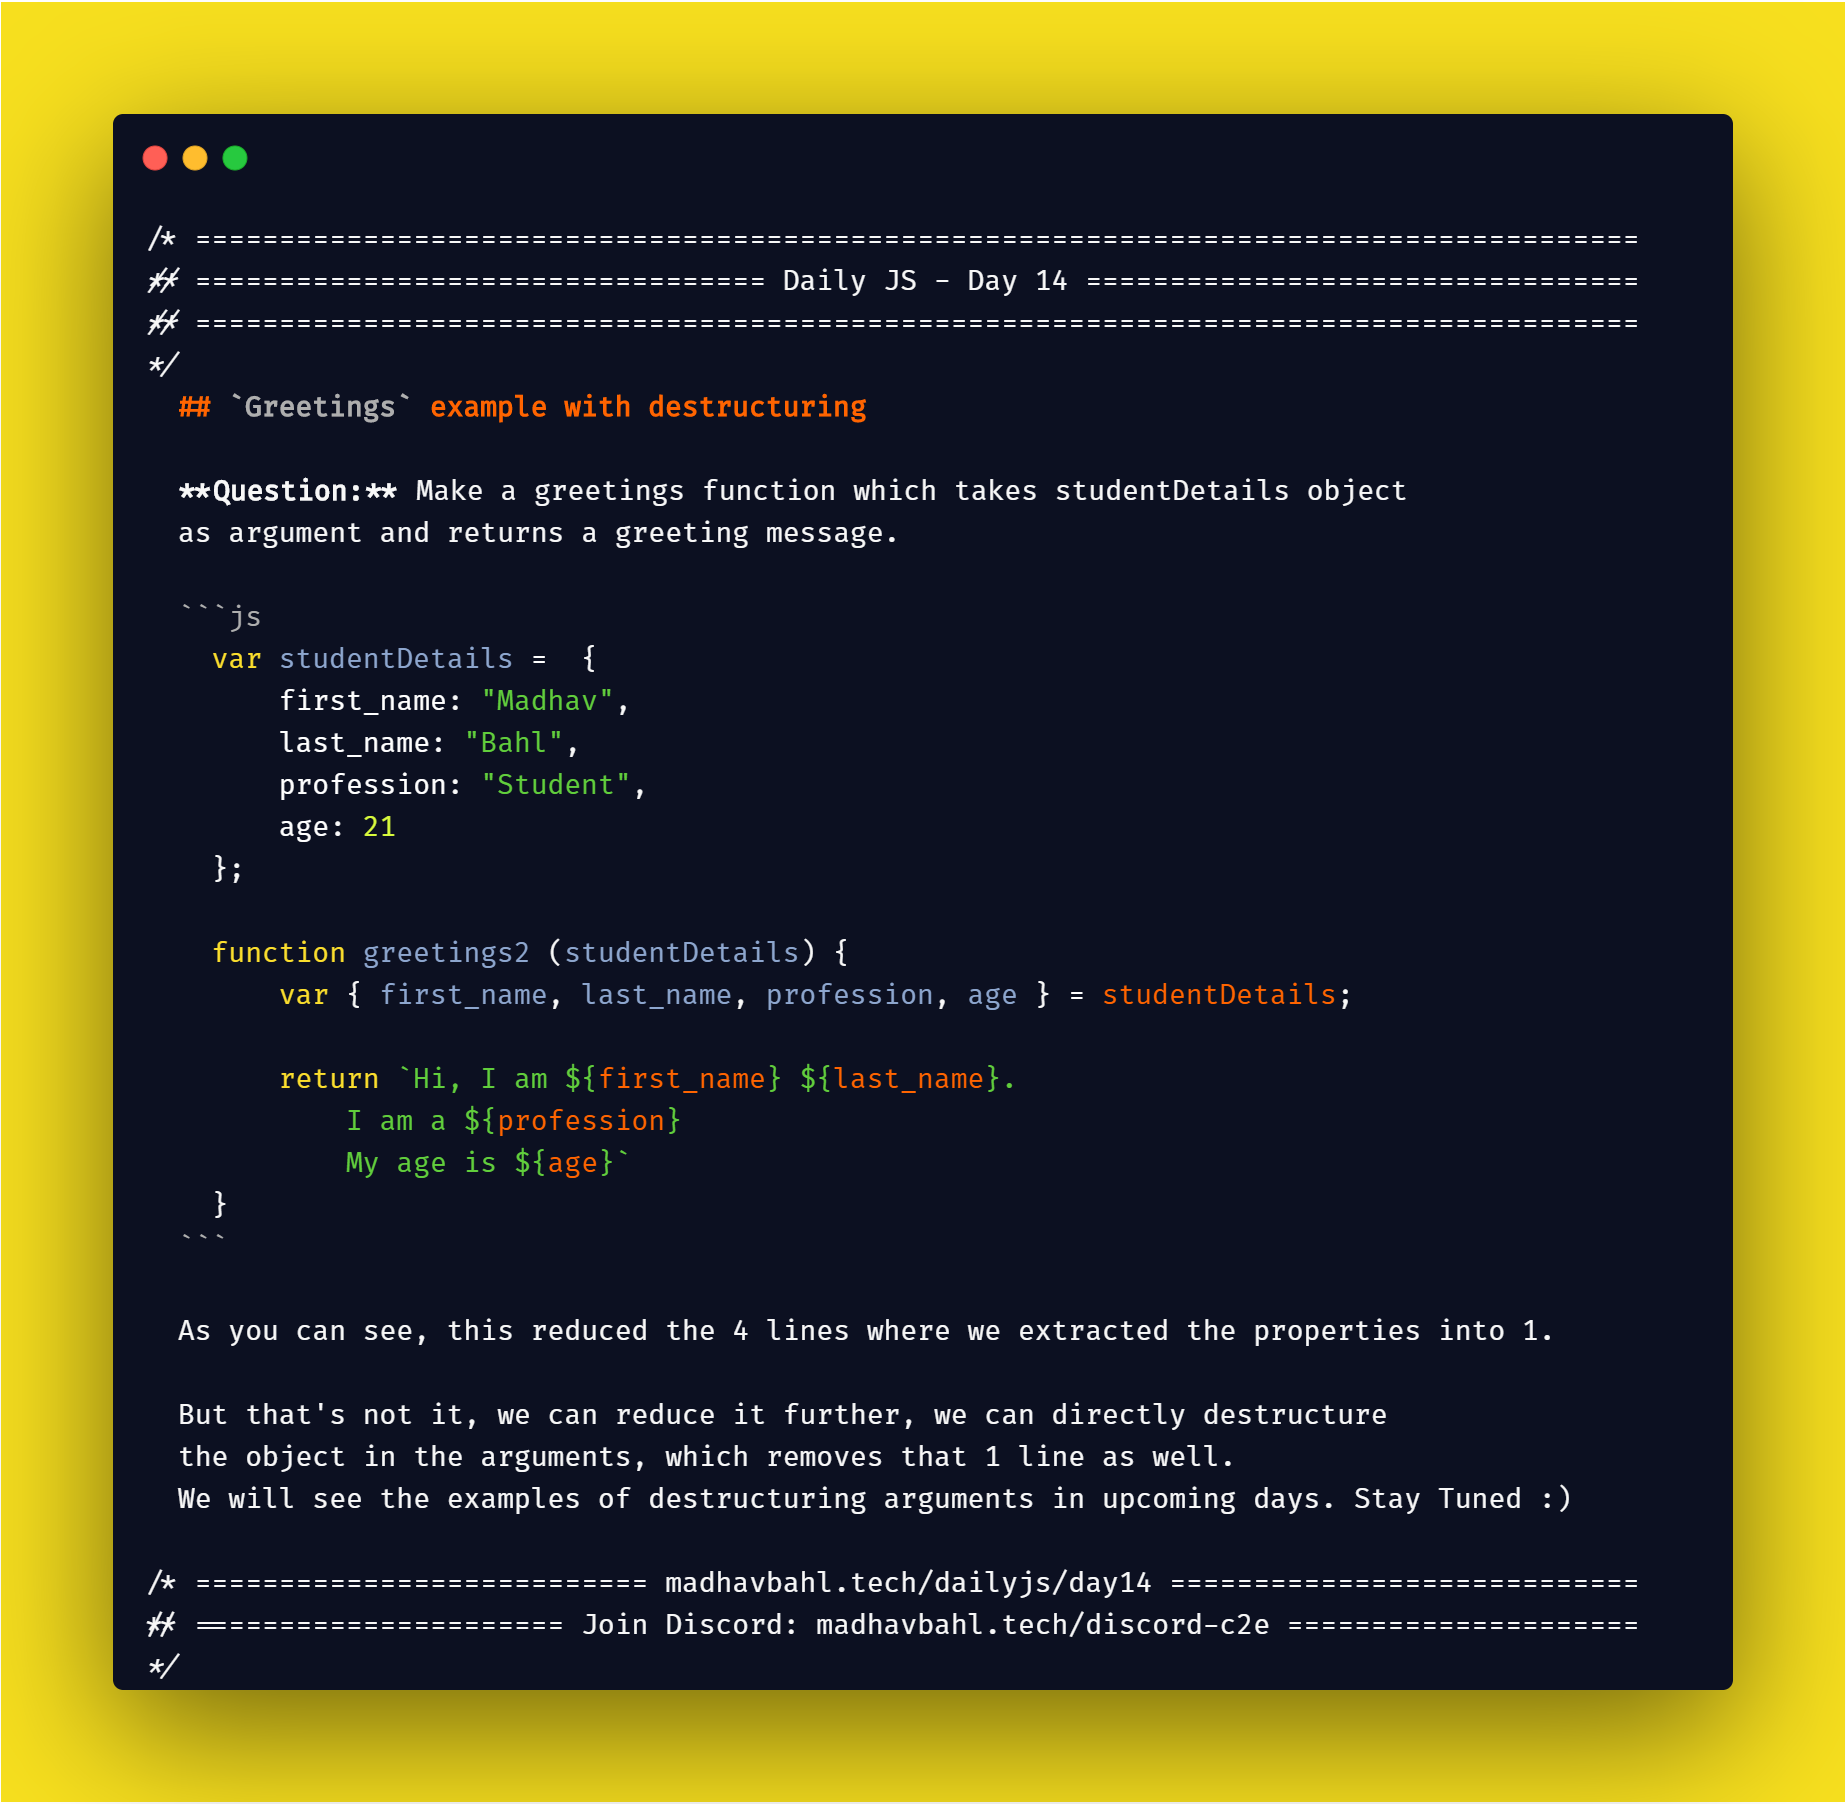 /* ======================================================================================
*// ================================== Daily JS - Day 14 =================================
*// ======================================================================================
*/
## `Greetings` example with destructuring
**Question:** Make a greetings function which takes studentDetails object
as argument and returns a greeting message.
```js
var studentDetails =  {
first_name: "Madhav",
last_name: "Bahl",
profession: "Student",
age: 21
};
function greetings2 (studentDetails) {
var { first_name, last_name, profession, age } = studentDetails;
return `Hi, I am ${first_name} ${last_name}.
I am a ${profession}
My age is ${age}`
}
```
As you can see, this reduced the 4 lines where we extracted the properties into 1.
But that's not it, we can reduce it further, we can directly destructure
the object in the arguments, which removes that 1 line as well.
We will see the examples of destructuring arguments in upcoming days. Stay Tuned :)
/* =========================== madhavbahl.tech/dailyjs/day14 ============================
*// ====================== Join Discord: madhavbahl.tech/discord-c2e =====================
*/